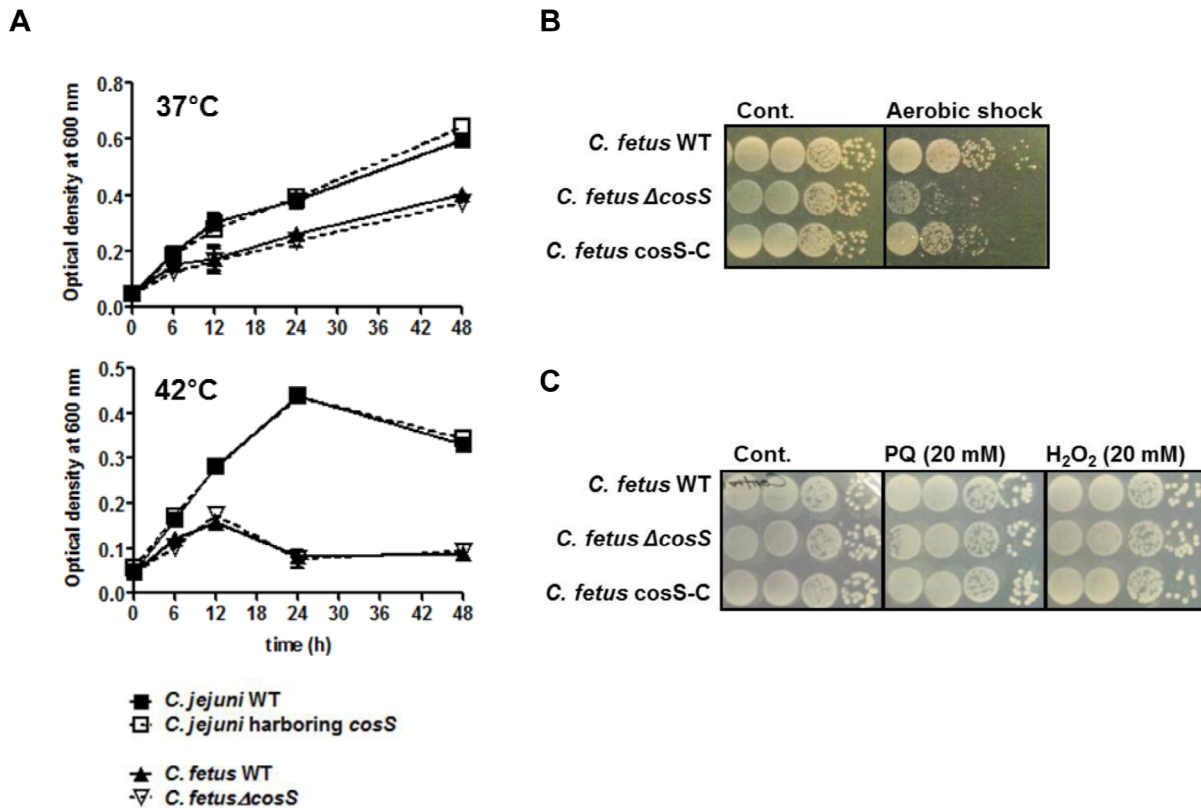 A
37°C
Optical density at 600 nm
0.8
0.6
0.4
0.2
0.0
0 6 12 18 24 30 36 42 48
42°C
Optical density at 600 nm
0.5
0.4
0.3
0.2
0.1
0.0
0 6 12 18 24 30 36 42 48
time (h)
C. jejuni WT
C. jejuni harboring cosS
C. fetus WT
C. fetusΔcosS
B
Cont. Aerobic shock
C. fetus WT
C. fetus ΔcosS
C. fetus cosS-C
C
Cont. PQ (20 mM) H₂O₂ (20 mM)
C. fetus WT
C. fetus ΔcosS
C. fetus cosS-C